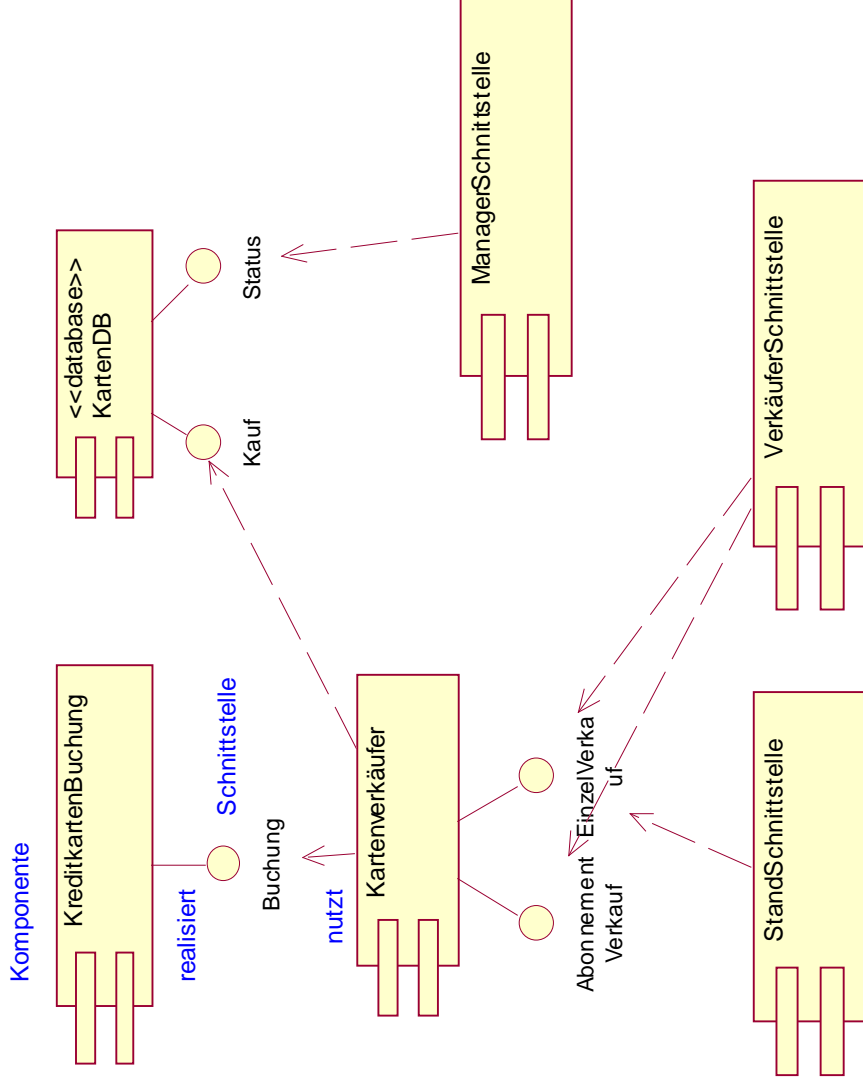 Komponente
KreditkartenBuchung
<<database>>
KartenDB
realisiert
Schnittstelle
Buchung
Kauf
Status
nutzt
Kartenverkäufer
ManagerSchnittstelle
Abonnement
Verkauf
EinzelVerka
uf
StandSchnittstelle
VerkäuferSchnittstelle